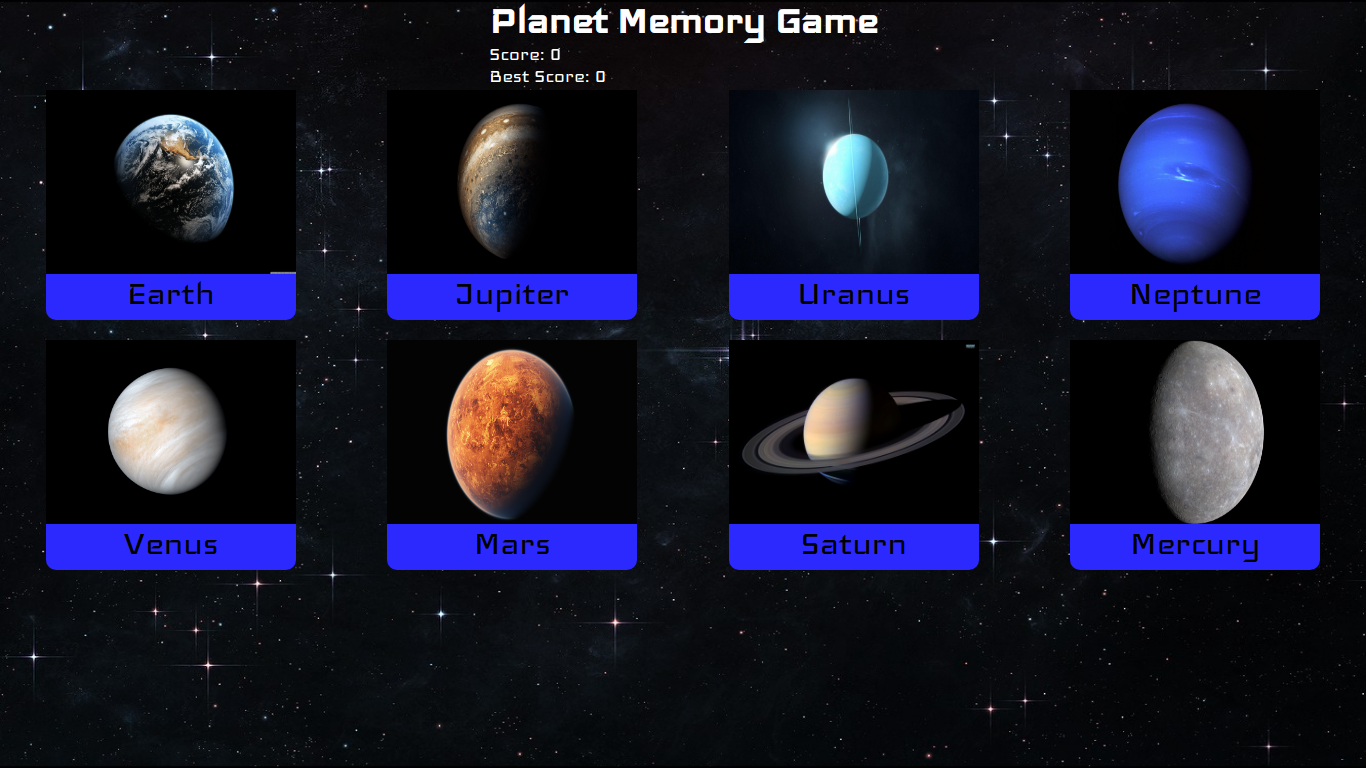 Planet Memory Game
Score: 0
Best Score: 0
Earth
Jupiter
Uranus
Neptune
Venus
Mars
Saturn
Mercury